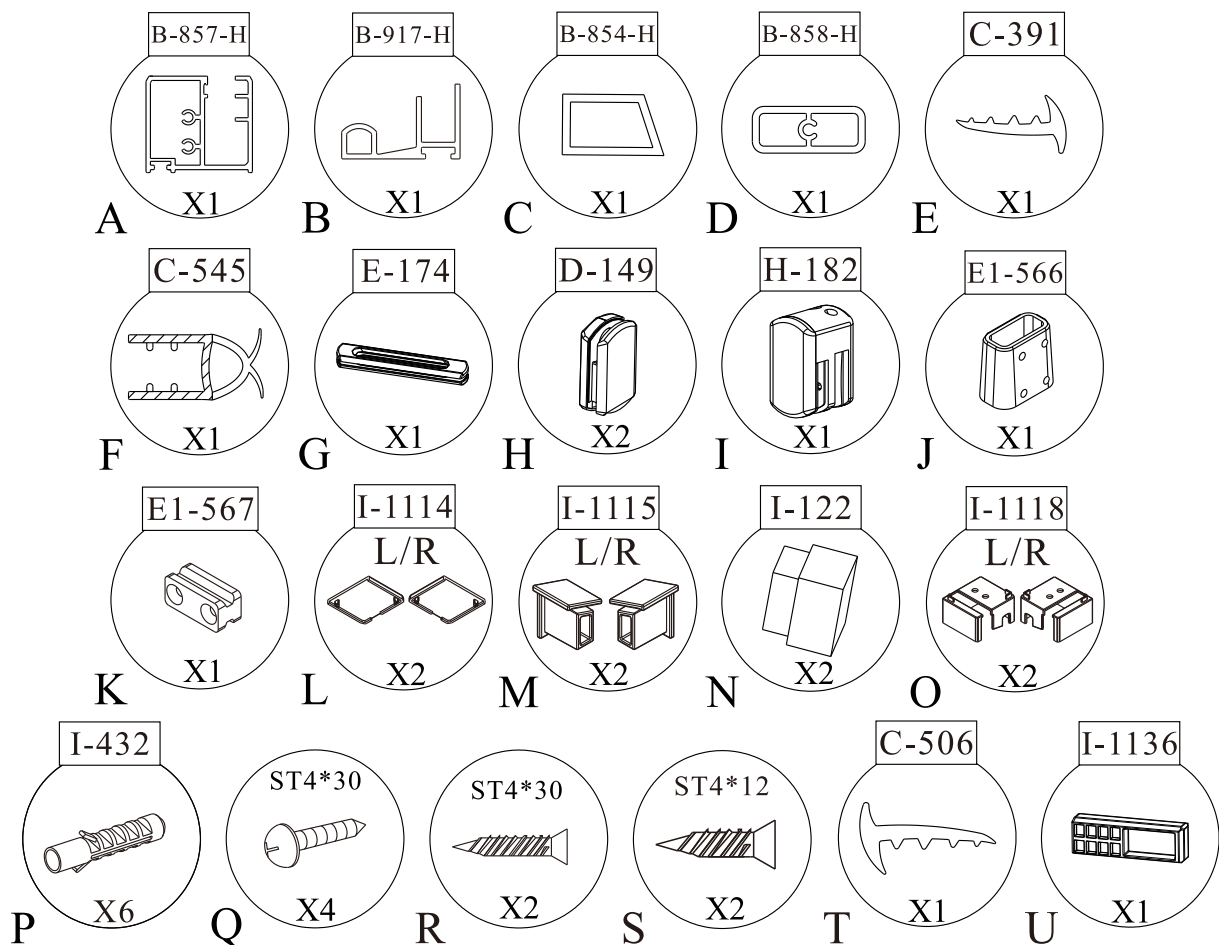 B-857-H
X1
A
B-917-H
X1
B
B-854-H
X1
C
B-858-H
X1
D
C-391
X1
E
C-545
X1
F
E-174
X1
G
D-149
X2
H
H-182
X1
I
E1-566
X1
J
E1-567
X1
K
I-1114
L/R
X2
L
I-1115
L/R
X2
M
I-122
X2
N
I-1118
L/R
X2
O
I-432
X6
P
ST4*30
X4
Q
ST4*30
X2
R
ST4*12
X2
S
C-506
X1
T
I-1136
X1
U